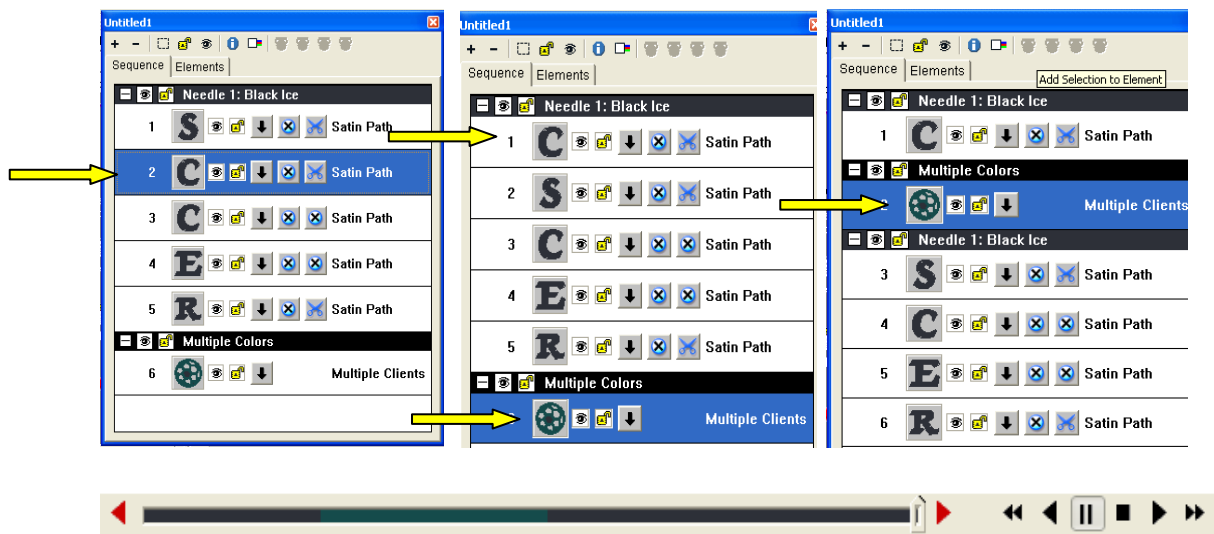 Untitled1
Sequence Elements
Needle 1: Black Ice
1 S Satin Path
2 C Satin Path
3 C Satin Path
4 E Satin Path
5 R Satin Path
Multiple Colors
6 Multiple Clients
Untitled1
Sequence Elements
Needle 1: Black Ice
1 C Satin Path
2 S Satin Path
3 C Satin Path
4 E Satin Path
5 R Satin Path
Multiple Colors
Multiple Clients
Untitled1
Sequence Elements
Add Selection to Element
Needle 1: Black Ice
1 C Satin Path
Multiple Colors
Multiple Clients
Needle 1: Black Ice
3 S Satin Path
4 C Satin Path
5 E Satin Path
6 R Satin Path